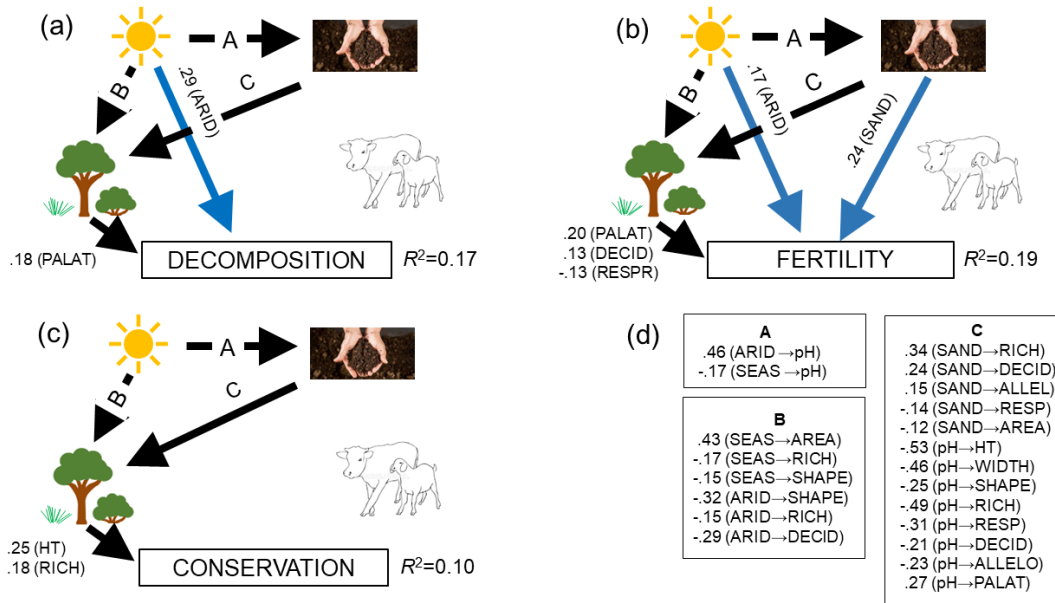 (a)
A
B
C
.29 (ARID)
.18 (PALAT)
DECOMPOSITION
R²=0.17
(b)
A
B
C
.17 (ARID)
.24 (SAND)
.20 (PALAT)
.13 (DECID)
-.13 (RESPR)
FERTILITY
R²=0.19
(c)
A
B
C
.25 (HT)
.18 (RICH)
CONSERVATION
R²=0.10
(d)
A
.46 (ARID→pH)
-.17 (SEAS→pH)
B
.43 (SEAS→AREA)
-.17 (SEAS→RICH)
-.15 (SEAS→SHAPE)
-.32 (ARID→SHAPE)
-.15 (ARID→RICH)
-.29 (ARID→DECID)
C
.34 (SAND→RICH)
.24 (SAND→DECID)
.15 (SAND→ALLEL)
-.14 (SAND→RESP)
-.12 (SAND→AREA)
-.53 (pH→HT)
-.46 (pH→WIDTH)
-.25 (pH→SHAPE)
-.49 (pH→RICH)
-.31 (pH→RESP)
-.21 (pH→DECID)
-.23 (pH→ALLELO)
.27 (pH→PALAT)